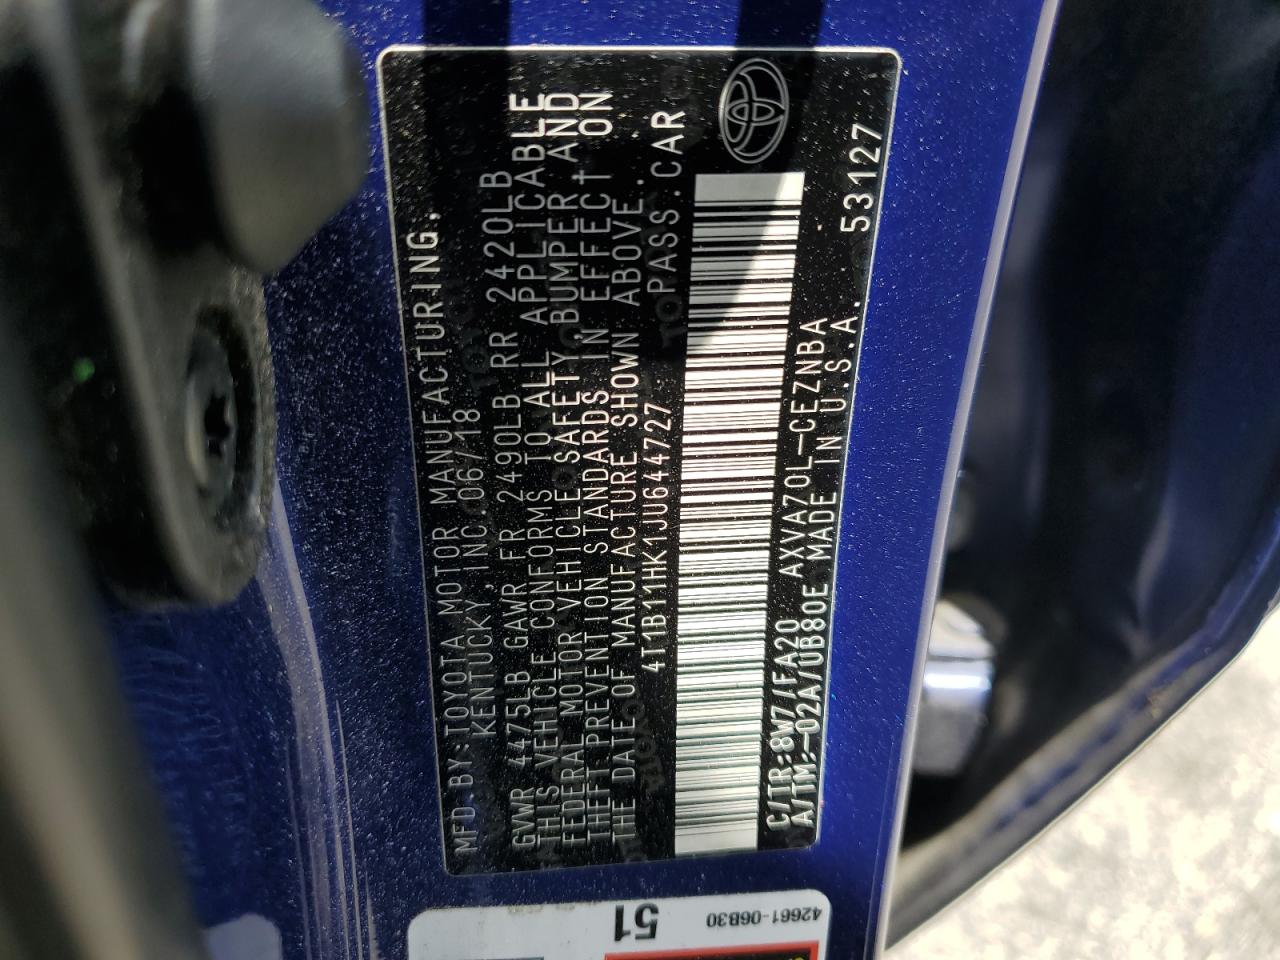 MFD.BY:TOYOTA MOTOR MANUFACTURING,
KENTUCKY, INC.06/18
GVWR 4475LB GAWR FR 2490LB RR 2420LB
THIS VEHICLE CONFORMS TO ALL APPLICABLE
FEDERAL MOTOR VEHICLE SAFETY,BUMPER AND
THEFT PREVENTION STANDARDS IN EFFECT ON
THE DATE OF MANUFACTURE SHOWN ABOVE.
4T1B11HK1JU644727 PASS.CAR
C/TR:8W7/FA20 AXVA70L-CEZNBA
A/TM:-02A/UB80E MADE IN U.S.A. 53127
51
42661-06B30